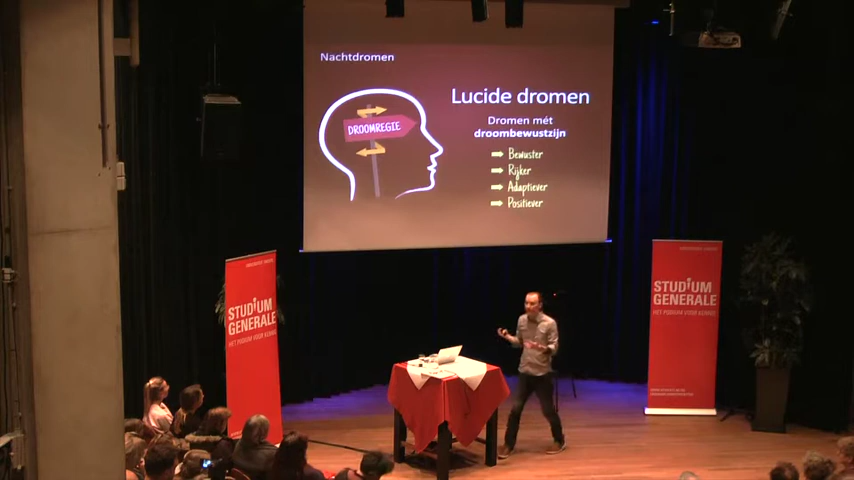 Nachtdromen
DROOMREGIE
Lucide dromen
Dromen mét
droombewustzijn
Bewuster
Rijker
Adaptiever
Positiever
STUDIUM
GENERALE
HET PODIUM VOOR KENNIS
STUDIUM
GENERALE
HET PODIUM VOOR KENNIS